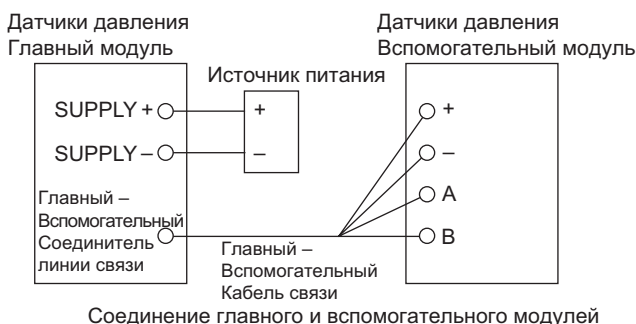 Датчики давления
Главный модуль
Датчики давления
Вспомогательный модуль
Источник питания
SUPPLY +
SUPPLY –
+
–
+
–
A
B
Главный –
Вспомогательный
Соединитель
линии связи
Главный –
Вспомогательный
Кабель связи
Соединение главного и вспомогательного модулей